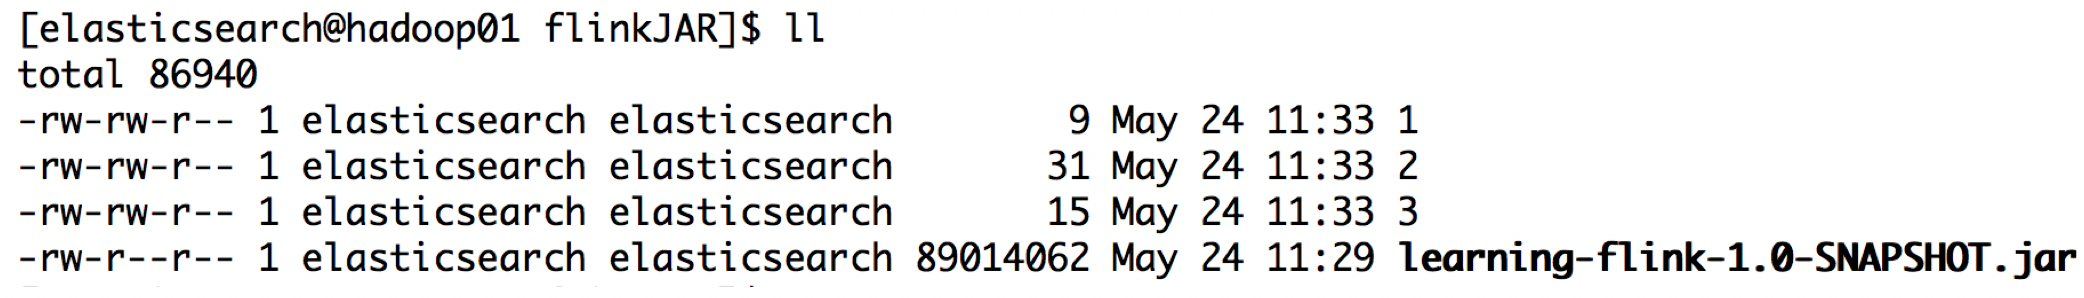 [elasticsearch@hadoop01 flinkJAR]$ ll
total 86940
-rw-rw-r-- 1 elasticsearch elasticsearch        9 May 24 11:33 1
-rw-rw-r-- 1 elasticsearch elasticsearch       31 May 24 11:33 2
-rw-rw-r-- 1 elasticsearch elasticsearch       15 May 24 11:33 3
-rw-r--r-- 1 elasticsearch elasticsearch 89014062 May 24 11:29 learning-flink-1.0-SNAPSHOT.jar